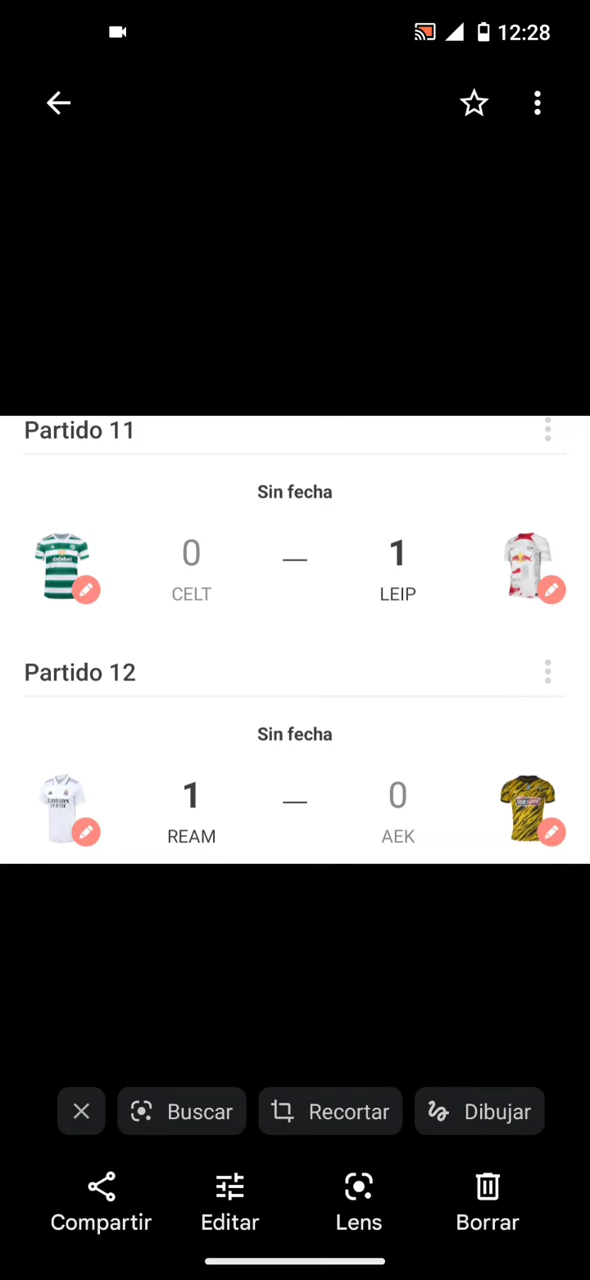 12:28
Partido 11
Sin fecha
0 — 1
CELT LEIP
Partido 12
Sin fecha
1 — 0
REAM AEK
Buscar Recortar Dibujar
Compartir Editar Lens Borrar